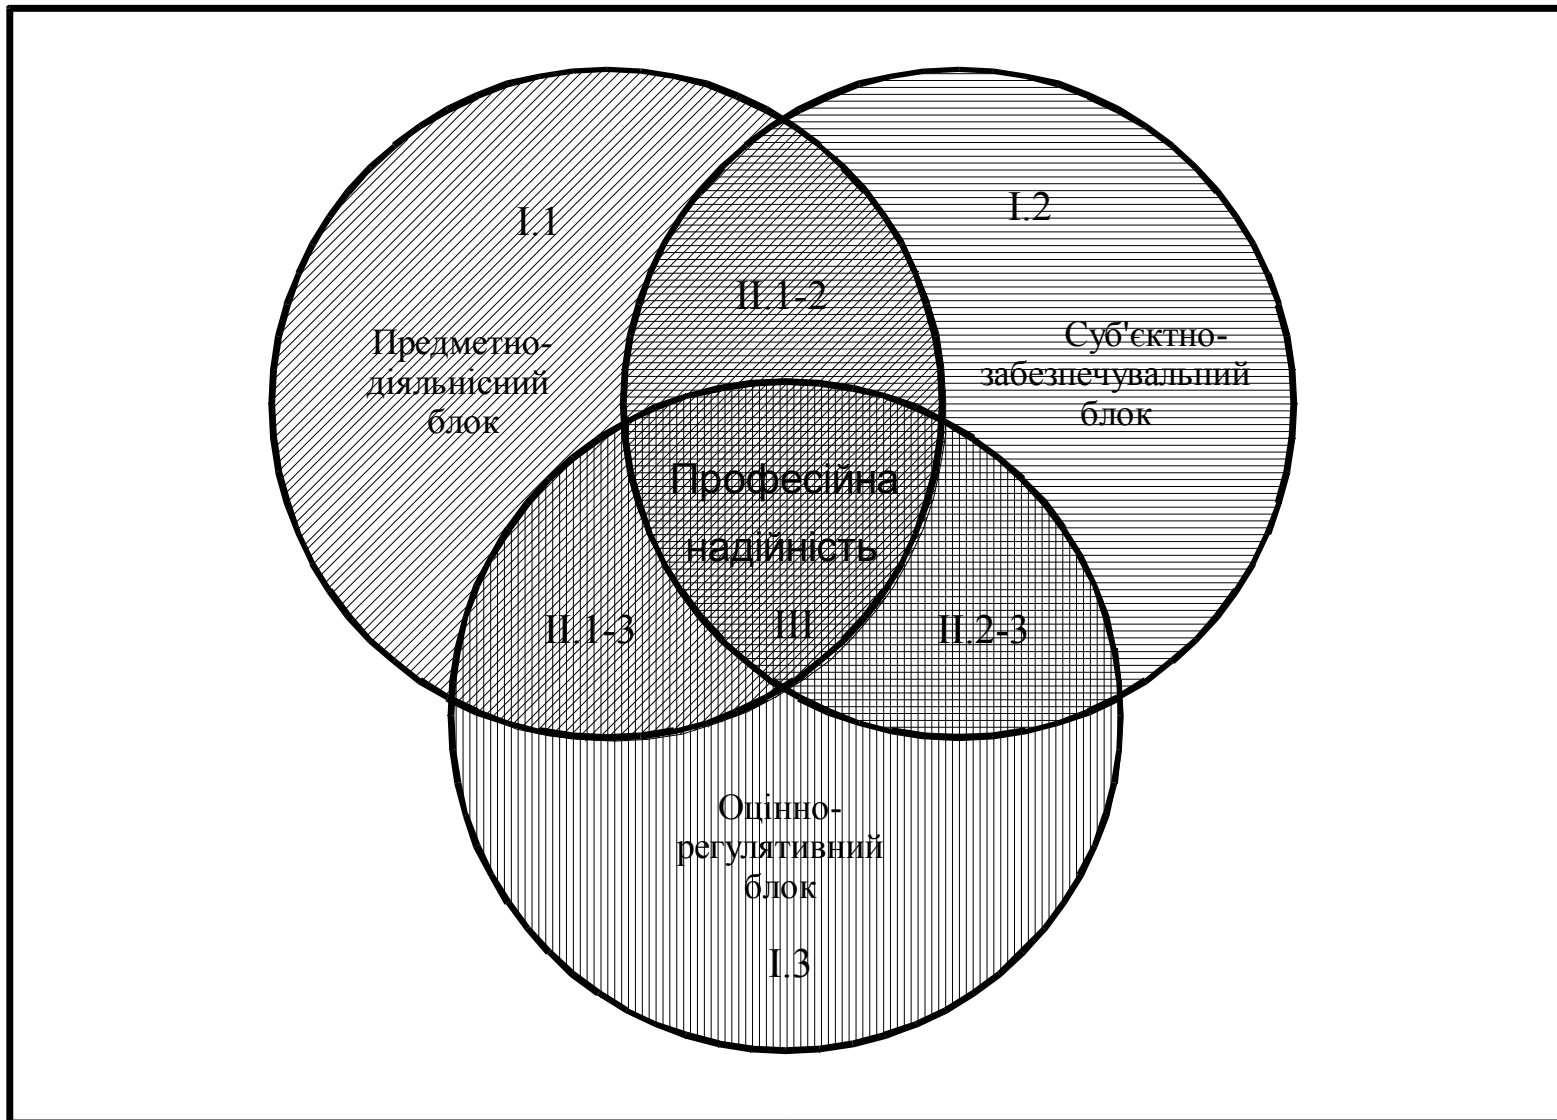 I.1
I.2
II.1-2
Предметно-
діяльнісний
блок
Суб'єктно-
забезпечувальний
блок
Професійна
надійність
III
II.1-3
II.2-3
Оцінно-
регулятивний
блок
I.3